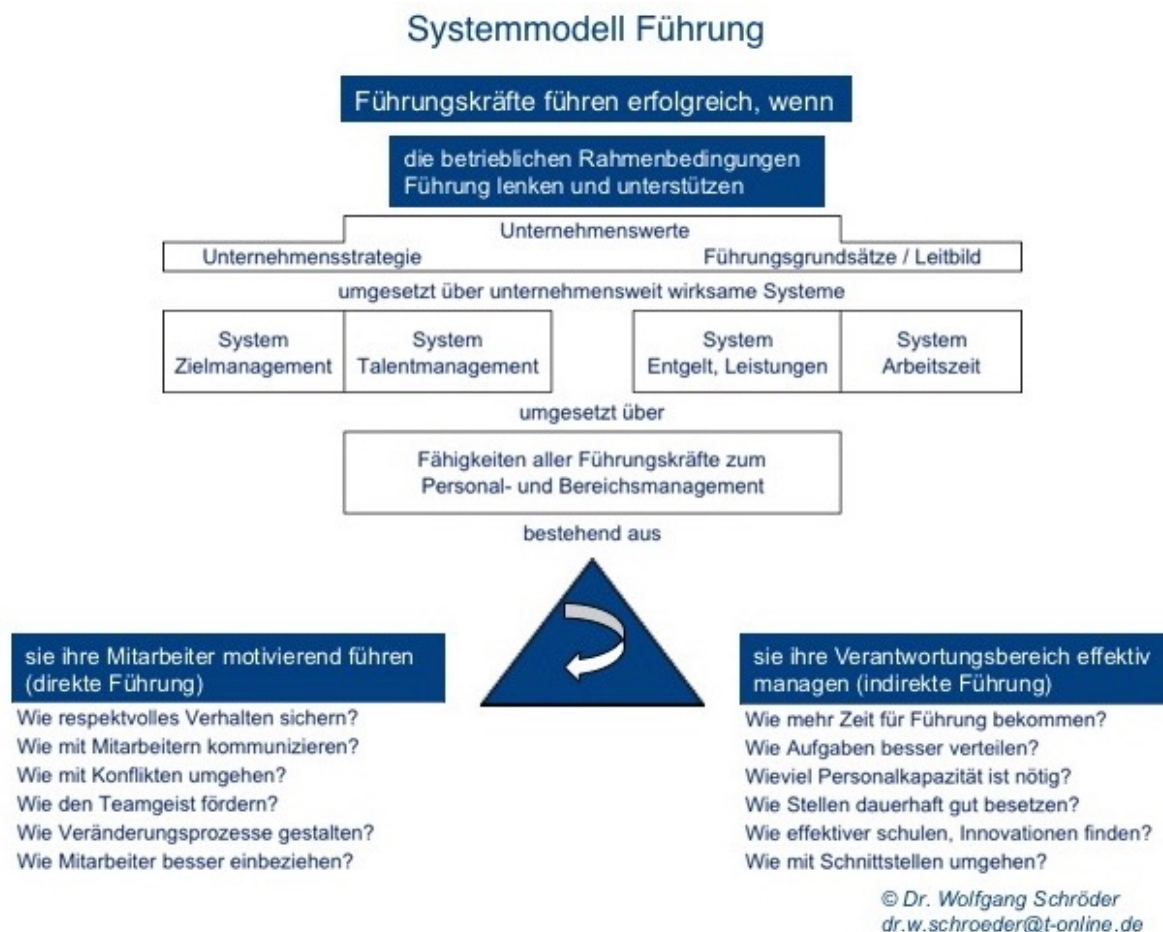 Systemmodell Führung
Führungskräfte führen erfolgreich, wenn
die betrieblichen Rahmenbedingungen
Führung lenken und unterstützen
Unternehmenswerte
Unternehmensstrategie
Führungsgrundsätze / Leitbild
umgesetzt über unternehmensweit wirksame Systeme
System
Zielmanagement
System
Talentmanagement
System
Entgelt, Leistungen
System
Arbeitszeit
umgesetzt über
Fähigkeiten aller Führungskräfte zum
Personal- und Bereichsmanagement
bestehend aus
sie ihre Mitarbeiter motivierend führen
(direkte Führung)
Wie respektvolles Verhalten sichern?
Wie mit Mitarbeitern kommunizieren?
Wie mit Konflikten umgehen?
Wie den Teamgeist fördern?
Wie Veränderungsprozesse gestalten?
Wie Mitarbeiter besser einbeziehen?
sie ihre Verantwortungsbereich effektiv
managen (indirekte Führung)
Wie mehr Zeit für Führung bekommen?
Wie Aufgaben besser verteilen?
Wieviel Personalkapazität ist nötig?
Wie Stellen dauerhaft gut besetzen?
Wie effektiver schulen, Innovationen finden?
Wie mit Schnittstellen umgehen?
© Dr. Wolfgang Schröder
dr.w.schroeder@t-online.de